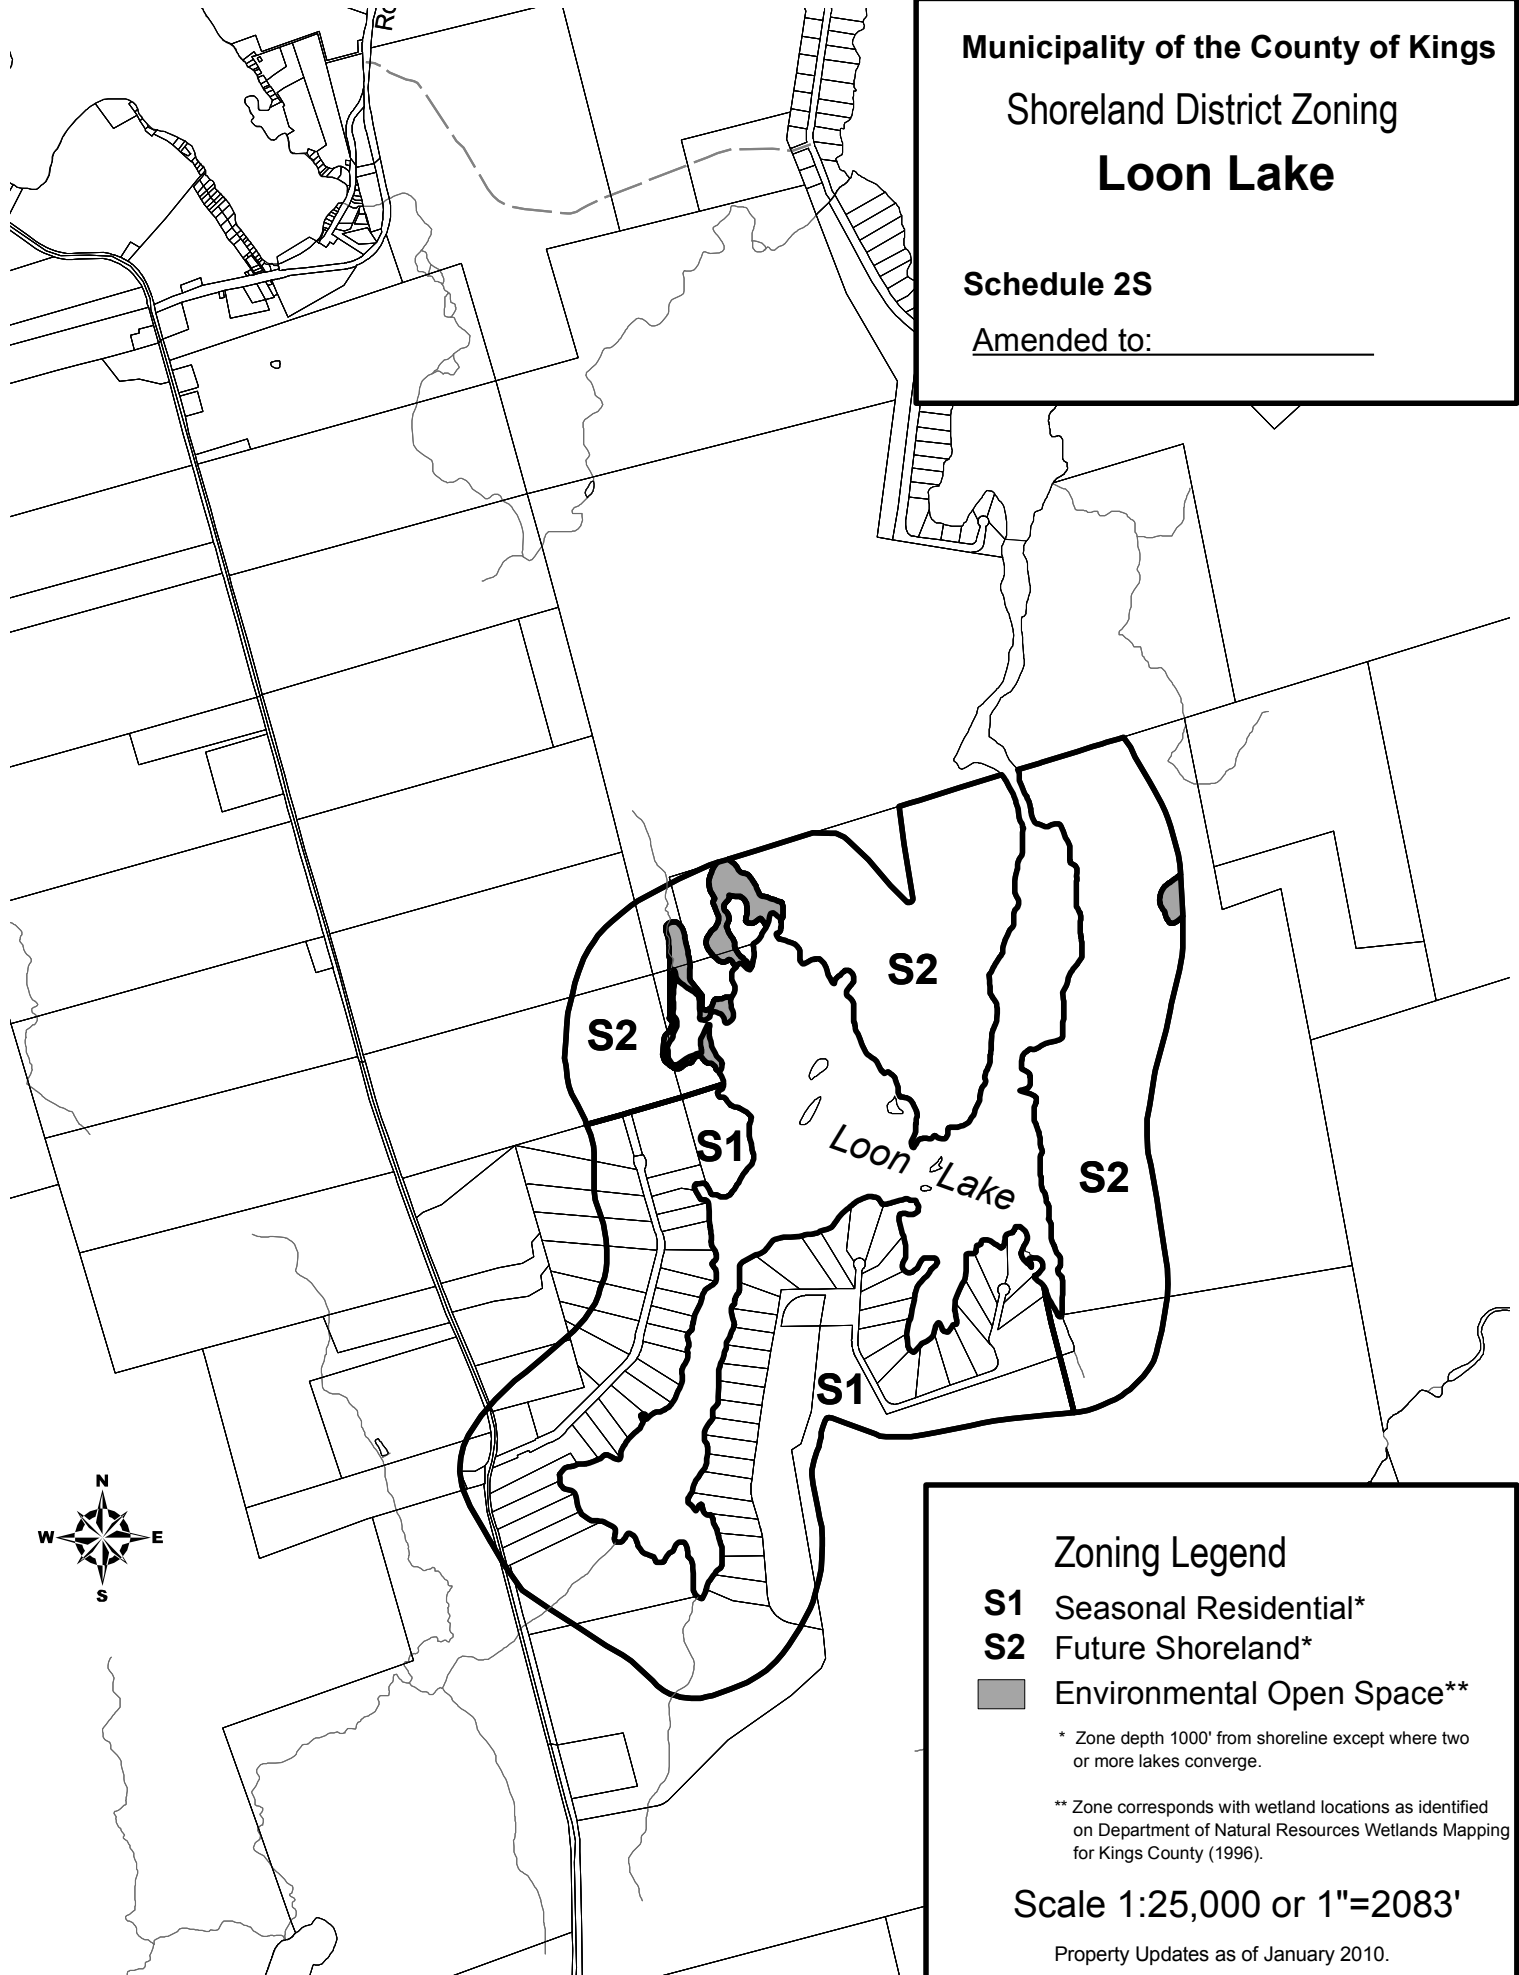 Municipality of the County of Kings
Shoreland District Zoning
Loon Lake
Schedule 2S
Amended to:
S2
S2
S1
Loon Lake
S2
S1
N
W E
S
Zoning Legend
S1 Seasonal Residential*
S2 Future Shoreland*
Environmental Open Space**
* Zone depth 1000' from shoreline except where two
or more lakes converge.
** Zone corresponds with wetland locations as identified
on Department of Natural Resources Wetlands Mapping
for Kings County (1996).
Scale 1:25,000 or 1"=2083'
Property Updates as of January 2010.